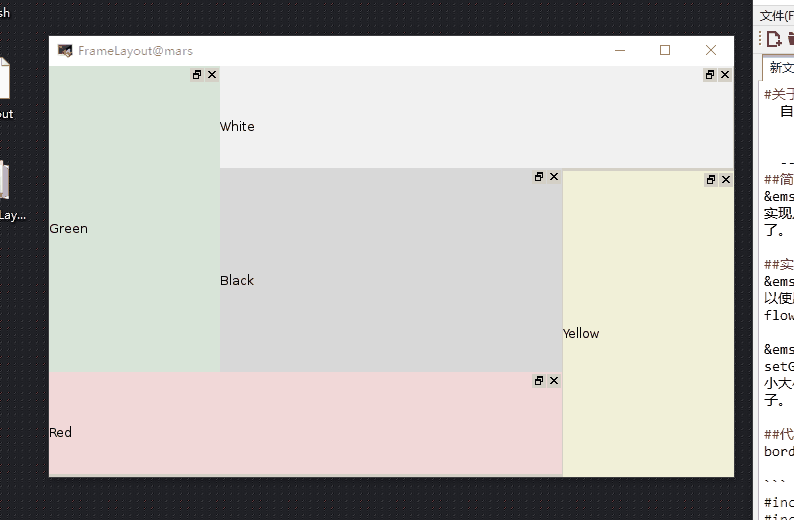 sh
文件(F
FrameLayout@mars
新文
#关于
自
White
out
--
##简
&ems
实现
Lay...
Green
了。
##实
&ems
Black
以使
flow
Yellow
&ems
setG
小大
子。
Red
##代
bord
```
#inc
#inc